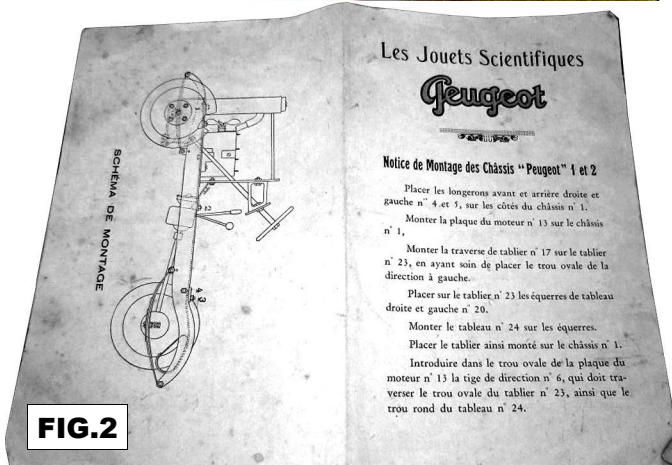 SCHÉMA DE MONTAGE
4 3
Les Jouets Scientifiques
Peugeot
Notice de Montage des Châssis “Peugeot” 1 et 2
Placer les longerons avant et arrière droite et
gauche n°° 4 et 5, sur les côtés du châssis n° 1.
Monter la plaque du moteur n° 13 sur le châssis
n° 1,
Monter la traverse de tablier n° 17 sur le tablier
n° 23, en ayant soin de placer le trou ovale de la
direction à gauche.
Placer sur le tablier n° 23 les équerres de tableau
droite et gauche n° 20.
Monter le tableau n° 24 sur les équerres.
Placer le tablier ainsi monté sur le châssis n° 1.
Introduire dans le trou ovale de la plaque du
moteur n° 13 la tige de direction n° 6, qui doit tra-
verser le trou ovale du tablier n° 23, ainsi que le
trou rond du tableau n° 24.
FIG.2